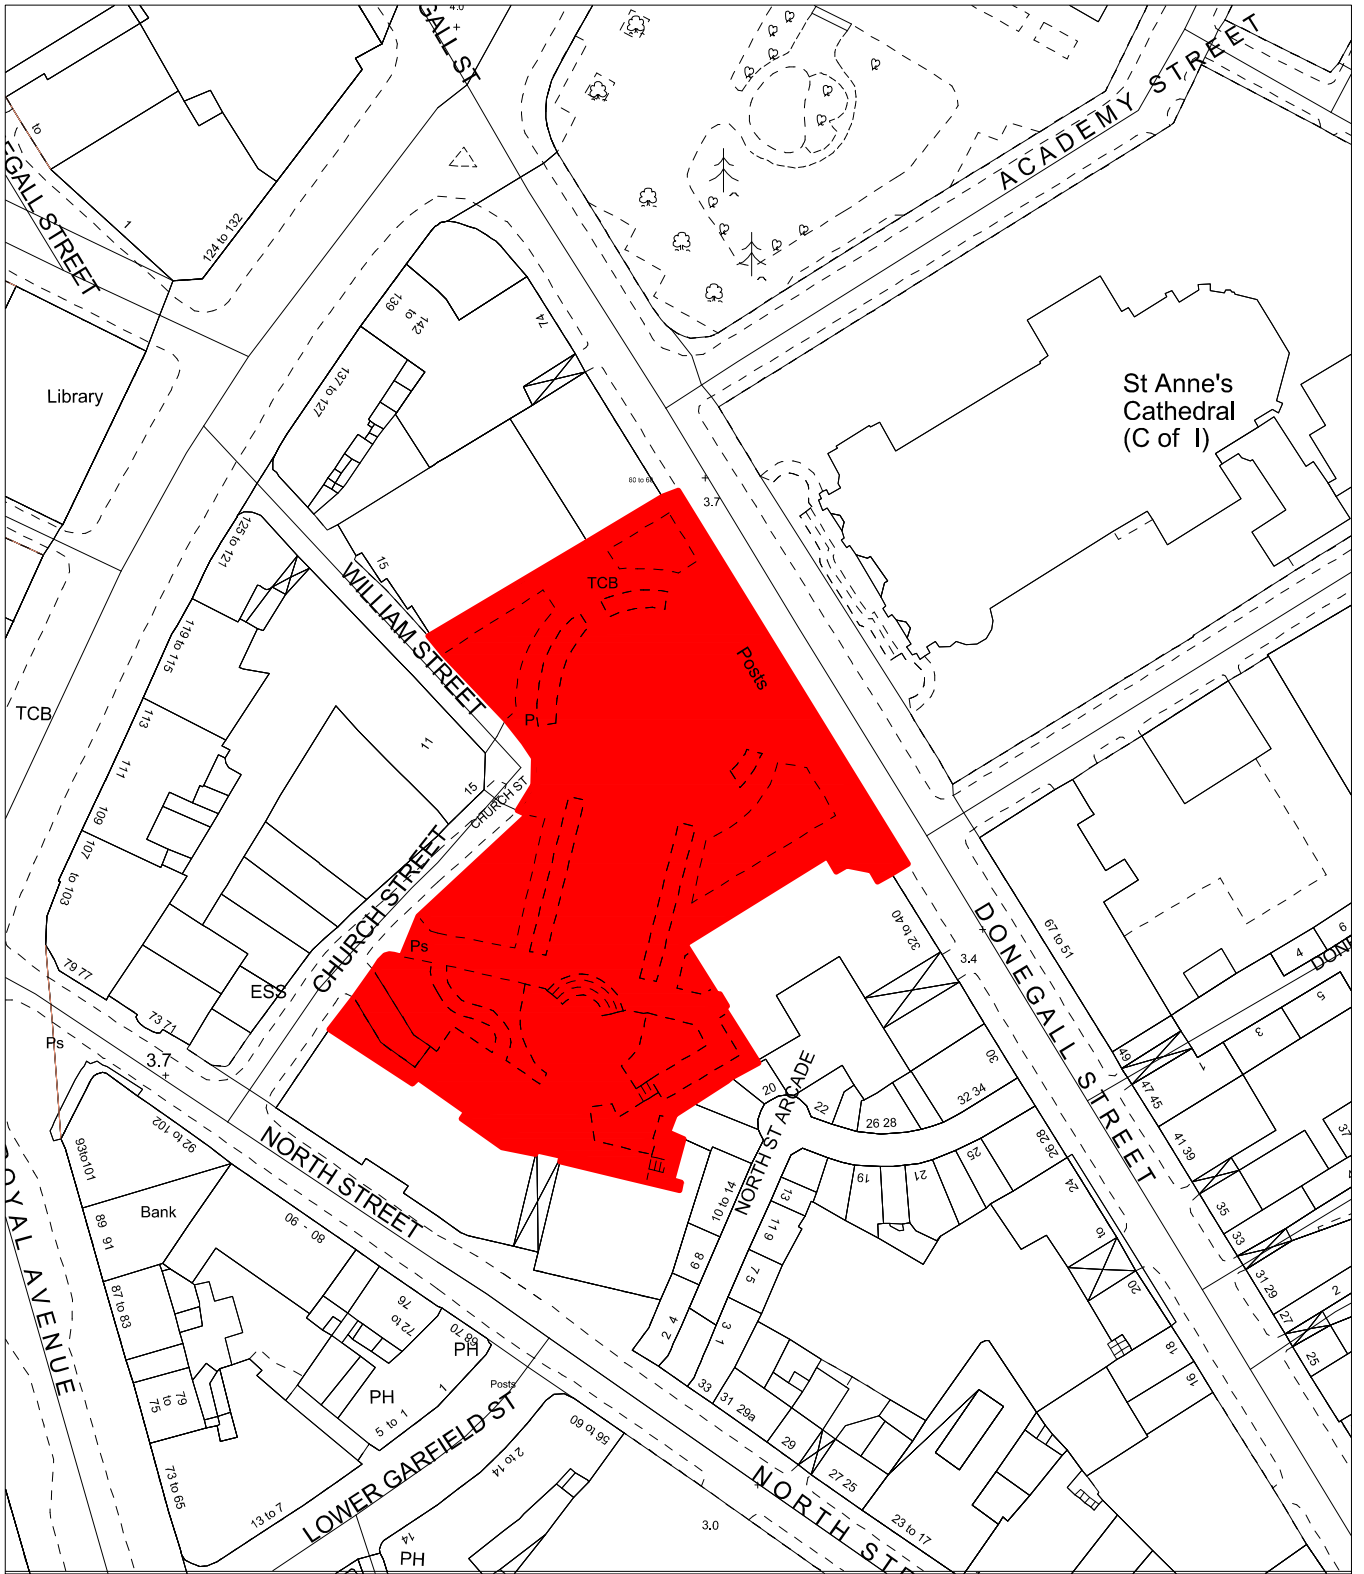 4.0
GALL ST
ACADEMY STREET
to
EGALL STREET
1
124 to 132
139
to
142
74
137 to 127
Library
St Anne's
Cathedral
(C of I)
3.7
125 to 121
15
WILLIAM STREET
TCB
Posts
119 to 115
TCB
113
111
11
P
15
CHURCH ST
109
107
to 103
CHURCH STREET
79 77
ESS
Ps
73 71
Ps
3.7
32 to 40
3.4
DONEGALL STREET
67 to 51
6
4
DONE
5
3
49
47 45
41 39
37
35
33
31 29
27
25
2
30
32 34
20
22
26 28
NORTH ST ARCADE
19
21
25
26 28
24
to
20
18
16
10 to 14
13
11 9
6 8
7 5
2 4
3 1
33
31 29a
29
27 25
23 to 17
92 to 102
NORTH STREET
93to101
Bank
89 91
80 - 90
87 to 83
ROYAL AVENUE
76
72 to
68 70
PH
PH
1
5 to 1
Posts
79
to
75
LOWER GARFIELD ST
2 to 14
56 to 60
73 to 65
13 to 7
14
PH
3.0
NORTH STR